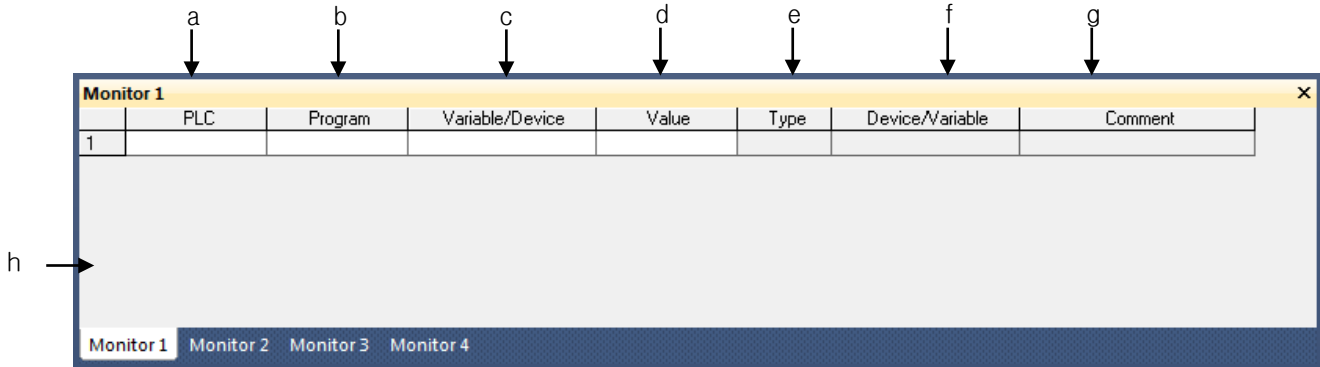 a b c d e f g
Monitor 1
PLC Program Variable/Device Value Type Device/Variable Comment
1
h
Monitor 1 Monitor 2 Monitor 3 Monitor 4